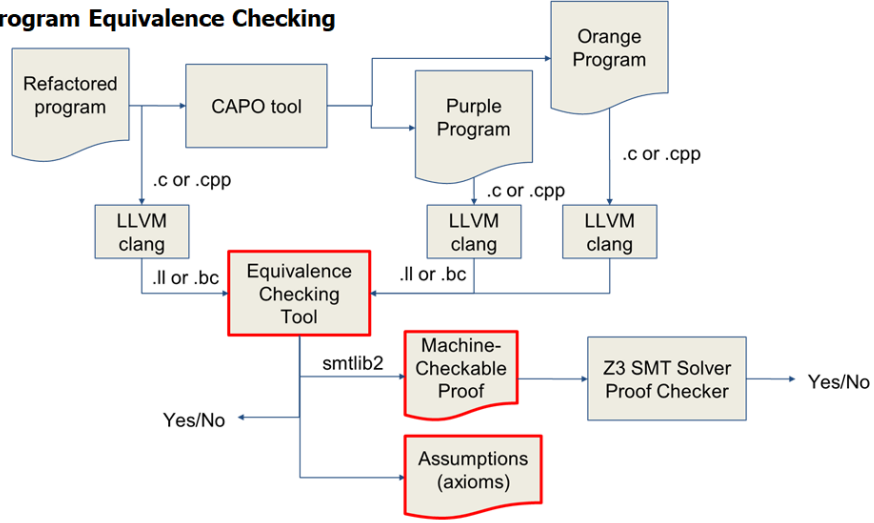 rogram Equivalence Checking
Orange
Program
Refactored
program
CAPO tool
Purple
Program
.c or .cpp
.c or .cpp
.c or .cpp
LLVM
clang
LLVM
clang
LLVM
clang
.ll or .bc
Equivalence
Checking
Tool
.ll or .bc
smtlib2
Machine-
Checkable
Proof
Z3 SMT Solver
Proof Checker
Yes/No
Yes/No
Assumptions
(axioms)